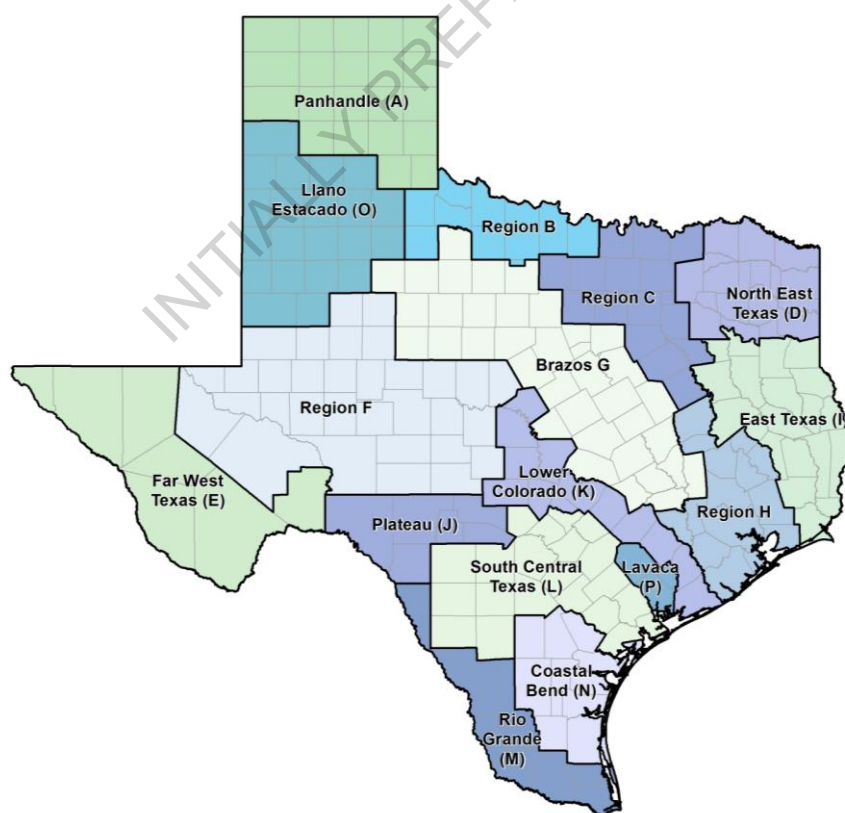 INITIALLY PREP
Panhandle (A)
Llano
Estacado (O)
Region B
Region C
North East
Texas (D)
Brazos G
Region F
East Texas (I)
Far West
Texas (E)
Lower
Colorado (K)
Region H
Plateau (J)
South Central
Texas (L)
Lavaca
(P)
Coastal
Bend (N)
Rio
Grande
(M)